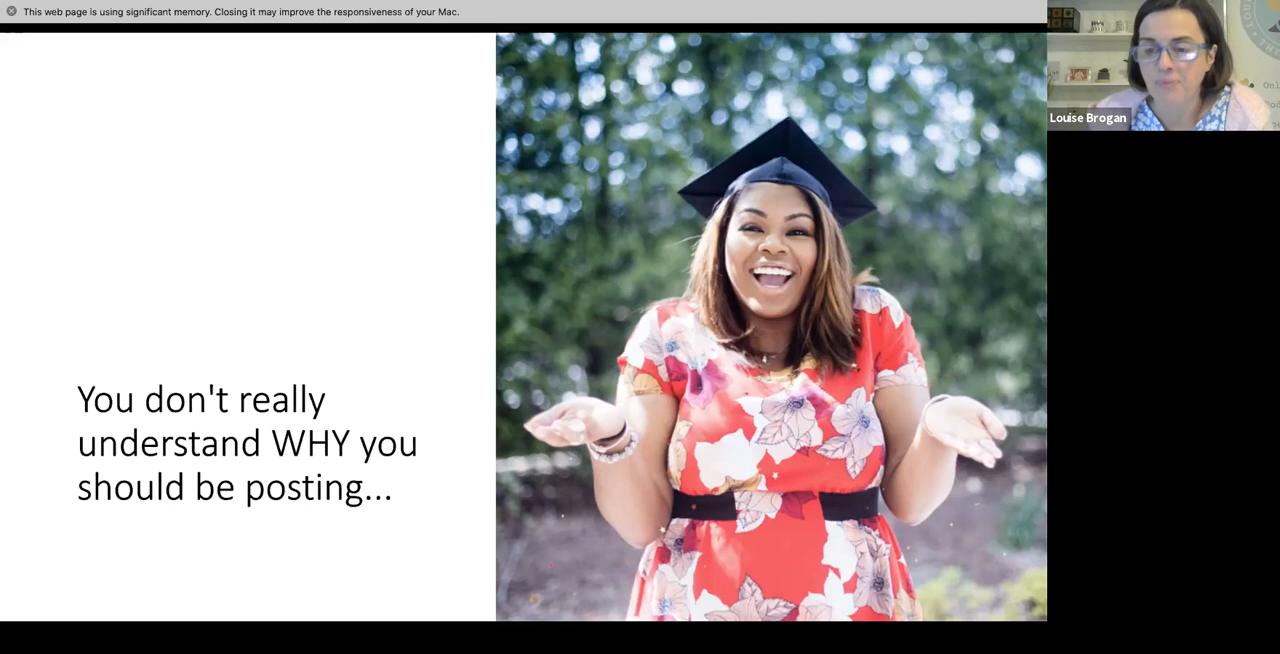 This web page is using significant memory. Closing it may improve the responsiveness of your Mac.
Louise Brogan
You don't really
understand WHY you
should be posting...